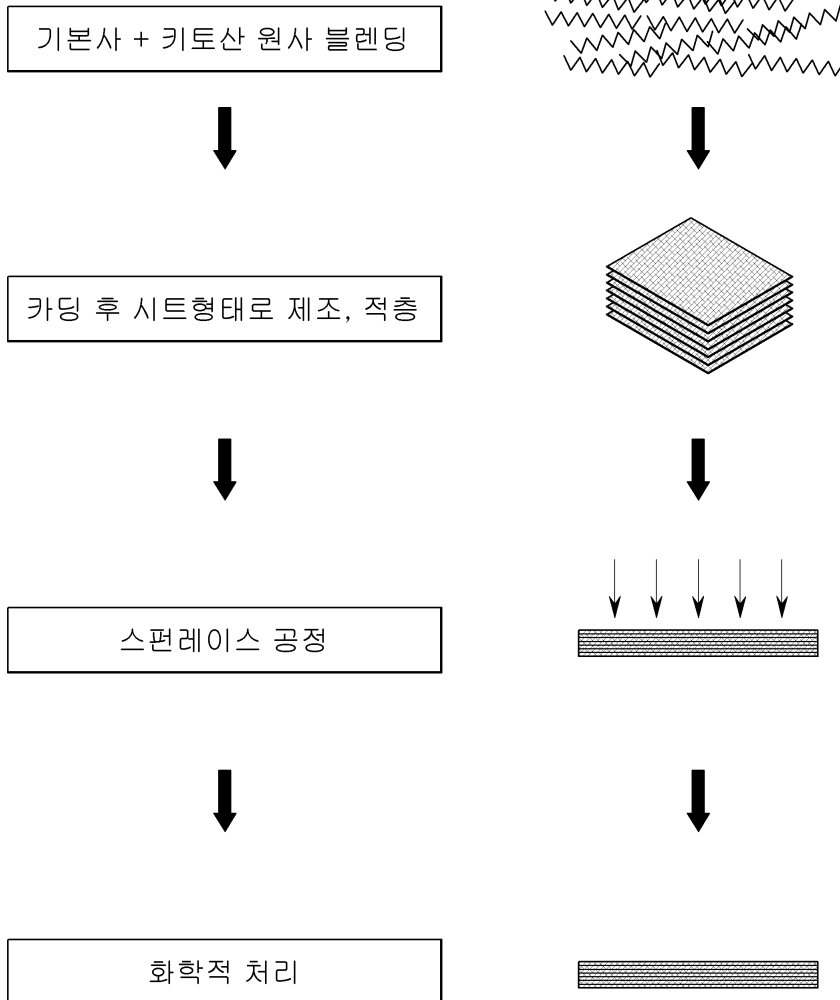 기본사 + 키토산 원사 블렌딩
카딩 후 시트형태로 제조, 적층
스펀레이스 공정
화학적 처리